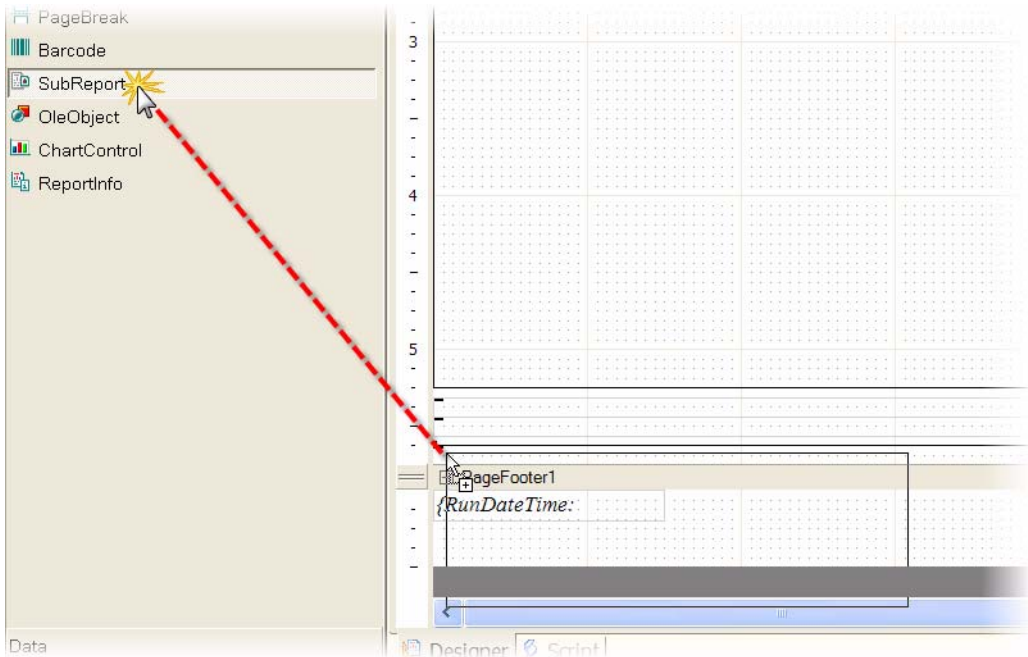 PageBreak
Barcode
SubReport
OleObject
ChartControl
ReportInfo
Data
3
4
5
PageFooter1
{RunDateTime:
Designer Script